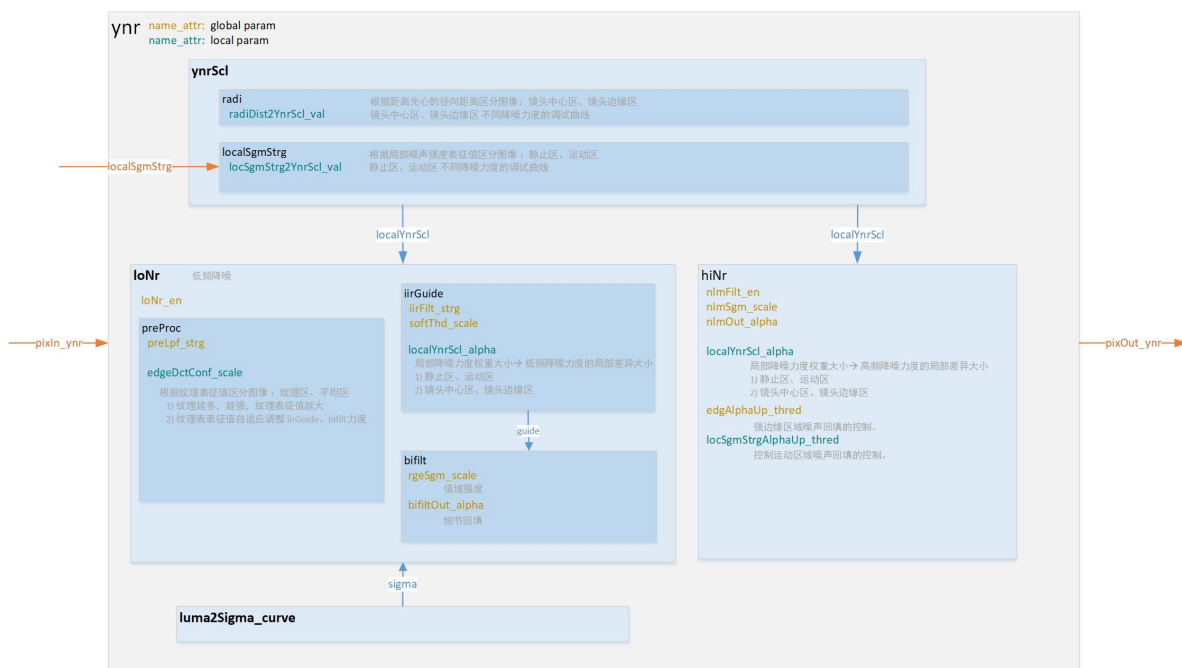 ynr name_attr: global param
name_attr: local param
ynrScl
radi 根据距离光心的径向距离区分图像：镜头中心区、镜头边缘区
radiDist2YnrScl_val 镜头中心区、镜头边缘区 不同降噪力度的调试曲线
localSgmStrg 根据局部噪声强度表征值区分图像：静止区、运动区
locSgmStrg2YnrScl_val 静止区、运动区 不同降噪力度的调试曲线
localSgmStrg
localYnrScl
localYnrScl
loNr 低频降噪
loNr_en
preProc
preLpf_strg
edgeDctConf_scale
根据纹理表征值区分图像：纹理区、平坦区
1) 纹理越多，越强，纹理表征值越大
2) 纹理表表征值自适应调整 iirGuide、bifilt力度
iirGuide
iirFilt_strg
softThd_scale
localYnrScl_alpha
局部降噪力度权重大小→ 低频降噪力度的局部差异大小
1) 静止区、运动区
2) 镜头中心区、镜头边缘区
guide
bifilt
rgeSgm_scale
值域强度
bifiltOut_alpha
细节回填
hiNr
nlmFilt_en
nlmSgm_scale
nlmOut_alpha
localYnrScl_alpha
局部降噪力度权重大小→ 高频降噪力度的局部差异大小
1) 静止区、运动区
2) 镜头中心区、镜头边缘区
edgAlphaUp_thred
强边缘区域噪声回填的控制。
locSgmStrgAlphaUp_thred
控制运动区域噪声回填的控制。
pixIn_ynr
pixOut_ynr
sigma
luma2Sigma_curve